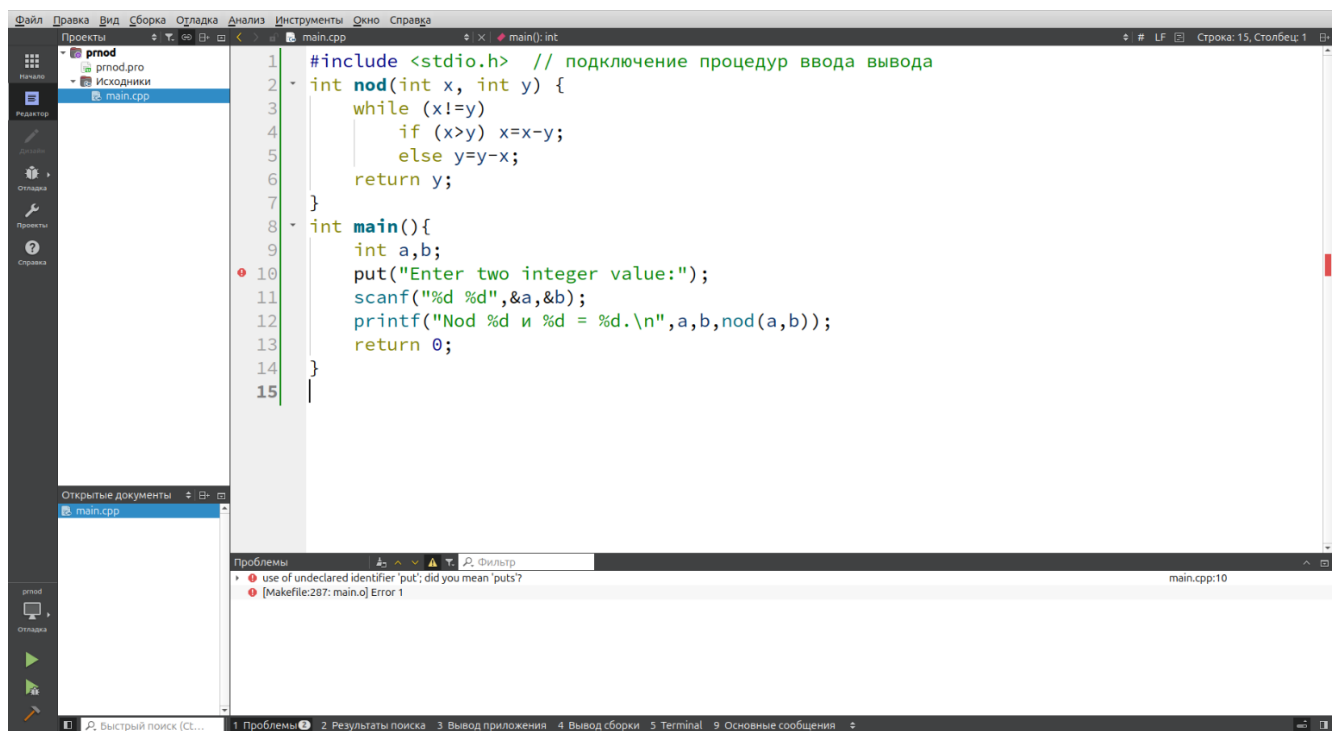 Файл Правка Вид Сборка Отладка Анализ Инструменты Окно Справка
Проекты
main.cpp
main(): int
# LF Строка: 15, Столбец: 1
Начало
Редактор
Дизайн
Отладка
Проекты
Справка
prnod
prnod.pro
Исходники
main.cpp
1 #include <stdio.h>  // подключение процедур ввода вывода
2 int nod(int x, int y) {
3     while (x!=y)
4         if (x>y) x=x-y;
5         else y=y-x;
6     return y;
7 }
8 int main(){
9     int a,b;
10     put("Enter two integer value:");
11     scanf("%d %d",&a,&b);
12     printf("Nod %d и %d = %d.\n",a,b,nod(a,b));
13     return 0;
14 }
15
Открытые документы
main.cpp
Проблемы
Фильтр
use of undeclared identifier 'put'; did you mean 'puts'? main.cpp:10
[Makefile:287: main.o] Error 1
prnod
Отладка
Быстрый поиск (Ct...
1 Проблемы 2 2 Результаты поиска 3 Вывод приложения 4 Вывод сборки 5 Terminal 9 Основные сообщения